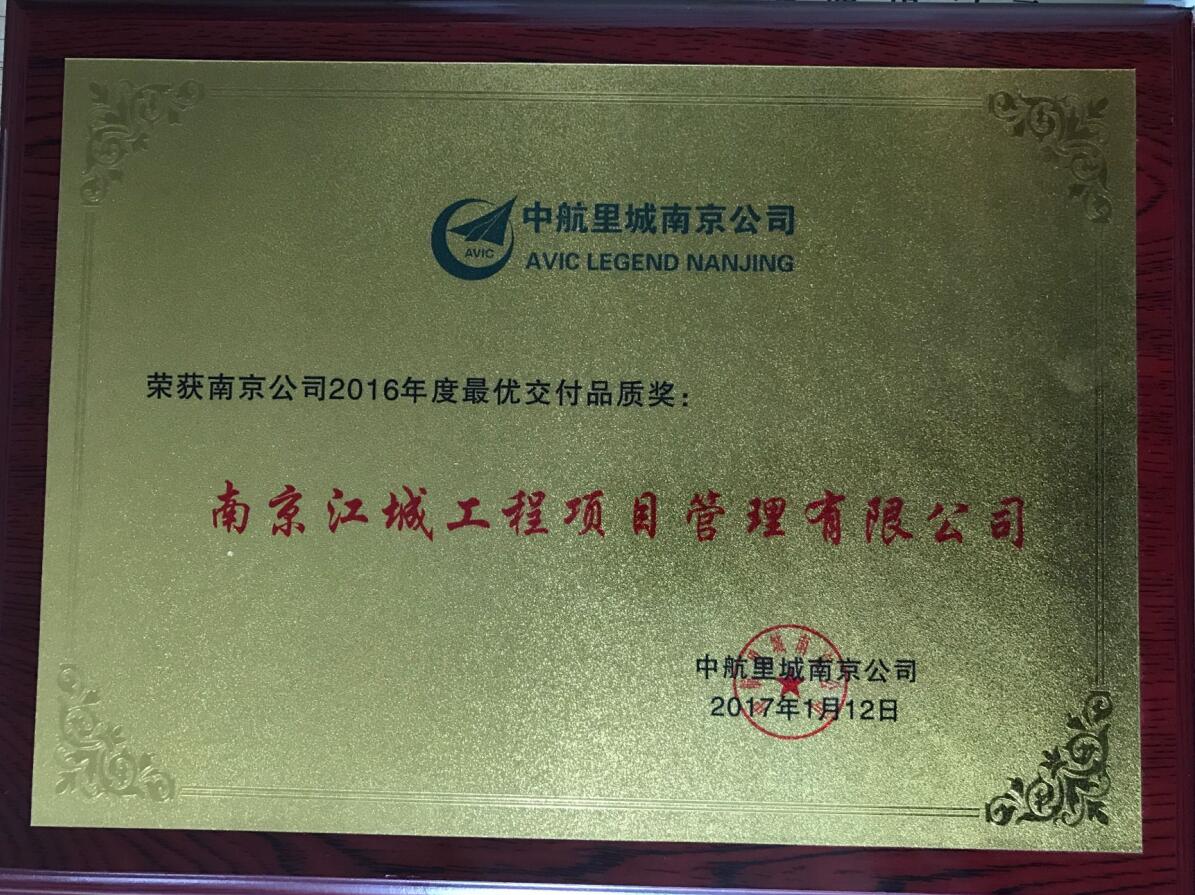 中航里城南京公司
AVIC
AVIC LEGEND NANJING
荣获南京公司2016年度最优交付品质奖：
南京江城工程项目管理有限公司
中航里城南京公司
2017年1月12日